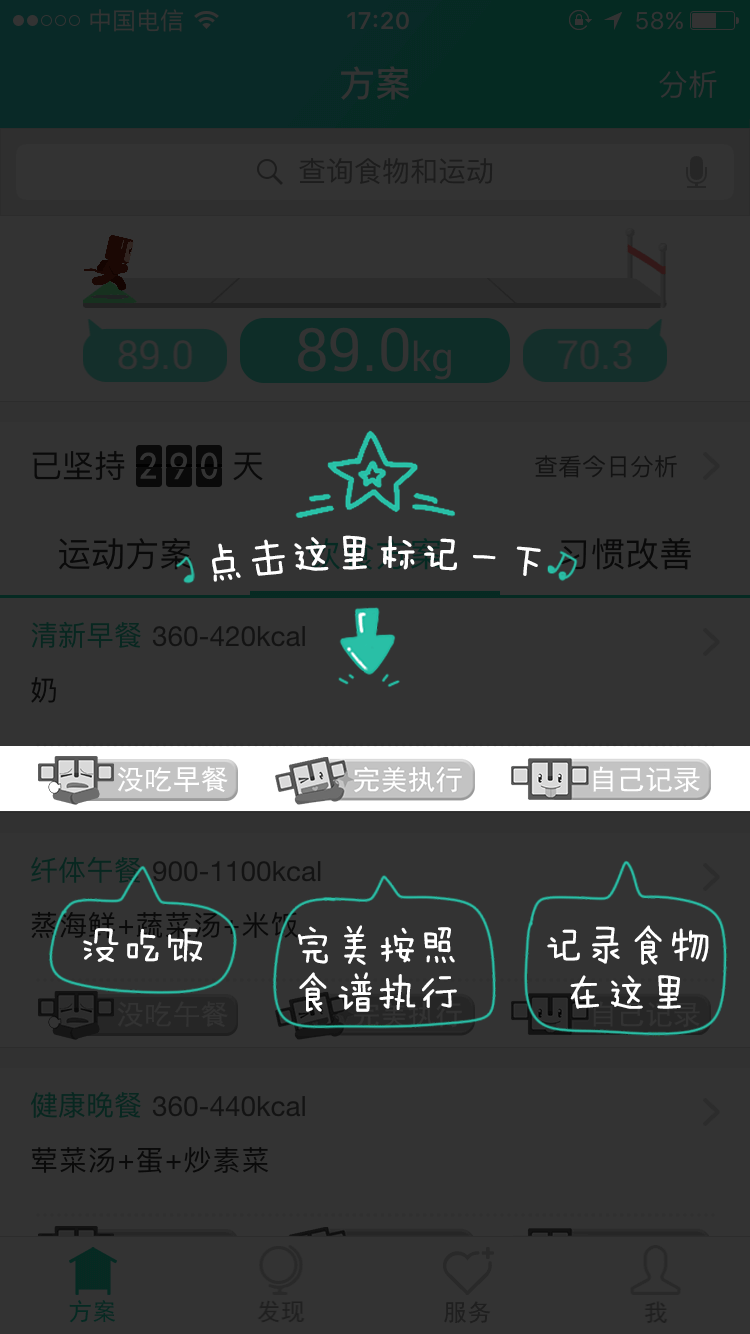 中国电信 17:20 58%
方案 分析
查询食物和运动
89.0 89.0kg 70.3
已坚持 290 天 查看今日分析
点击这里标记一下
运动方案 饮食方案 习惯改善
清新早餐 360-420kcal
奶
没吃早餐 完美执行 自己记录
纤体午餐 900-1100kcal
蒸海鲜+蔬菜汤+米饭
没吃饭 完美按照 记录食物
食谱执行 在这里
没吃午餐 完美执行 自己记录
健康晚餐 360-440kcal
荤菜汤+蛋+炒素菜
方案 发现 服务 我